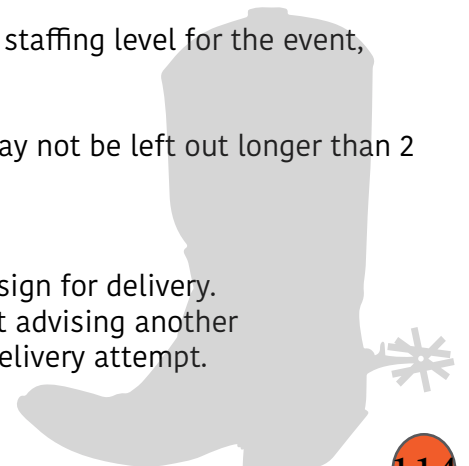 staffing level for the event,
ay not be left out longer than 2
sign for delivery.
t advising another
elivery attempt.
114